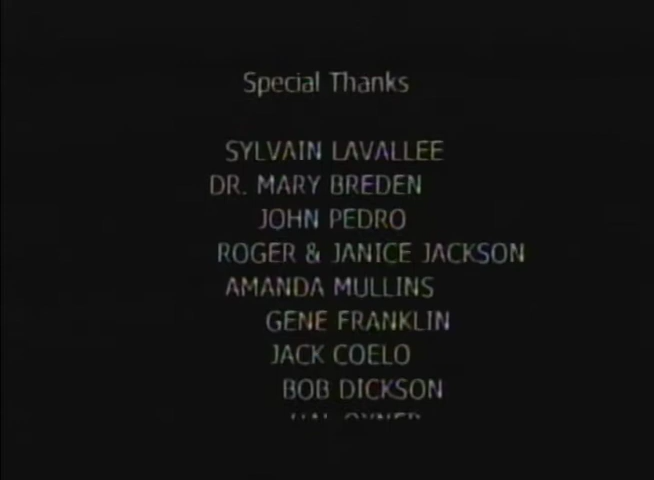 Special Thanks
SYLVAIN LAVALLEE
DR. MARY BREDEN
JOHN PEDRO
ROGER & JANICE JACKSON
AMANDA MULLINS
GENE FRANKLIN
JACK COELO
BOB DICKSON